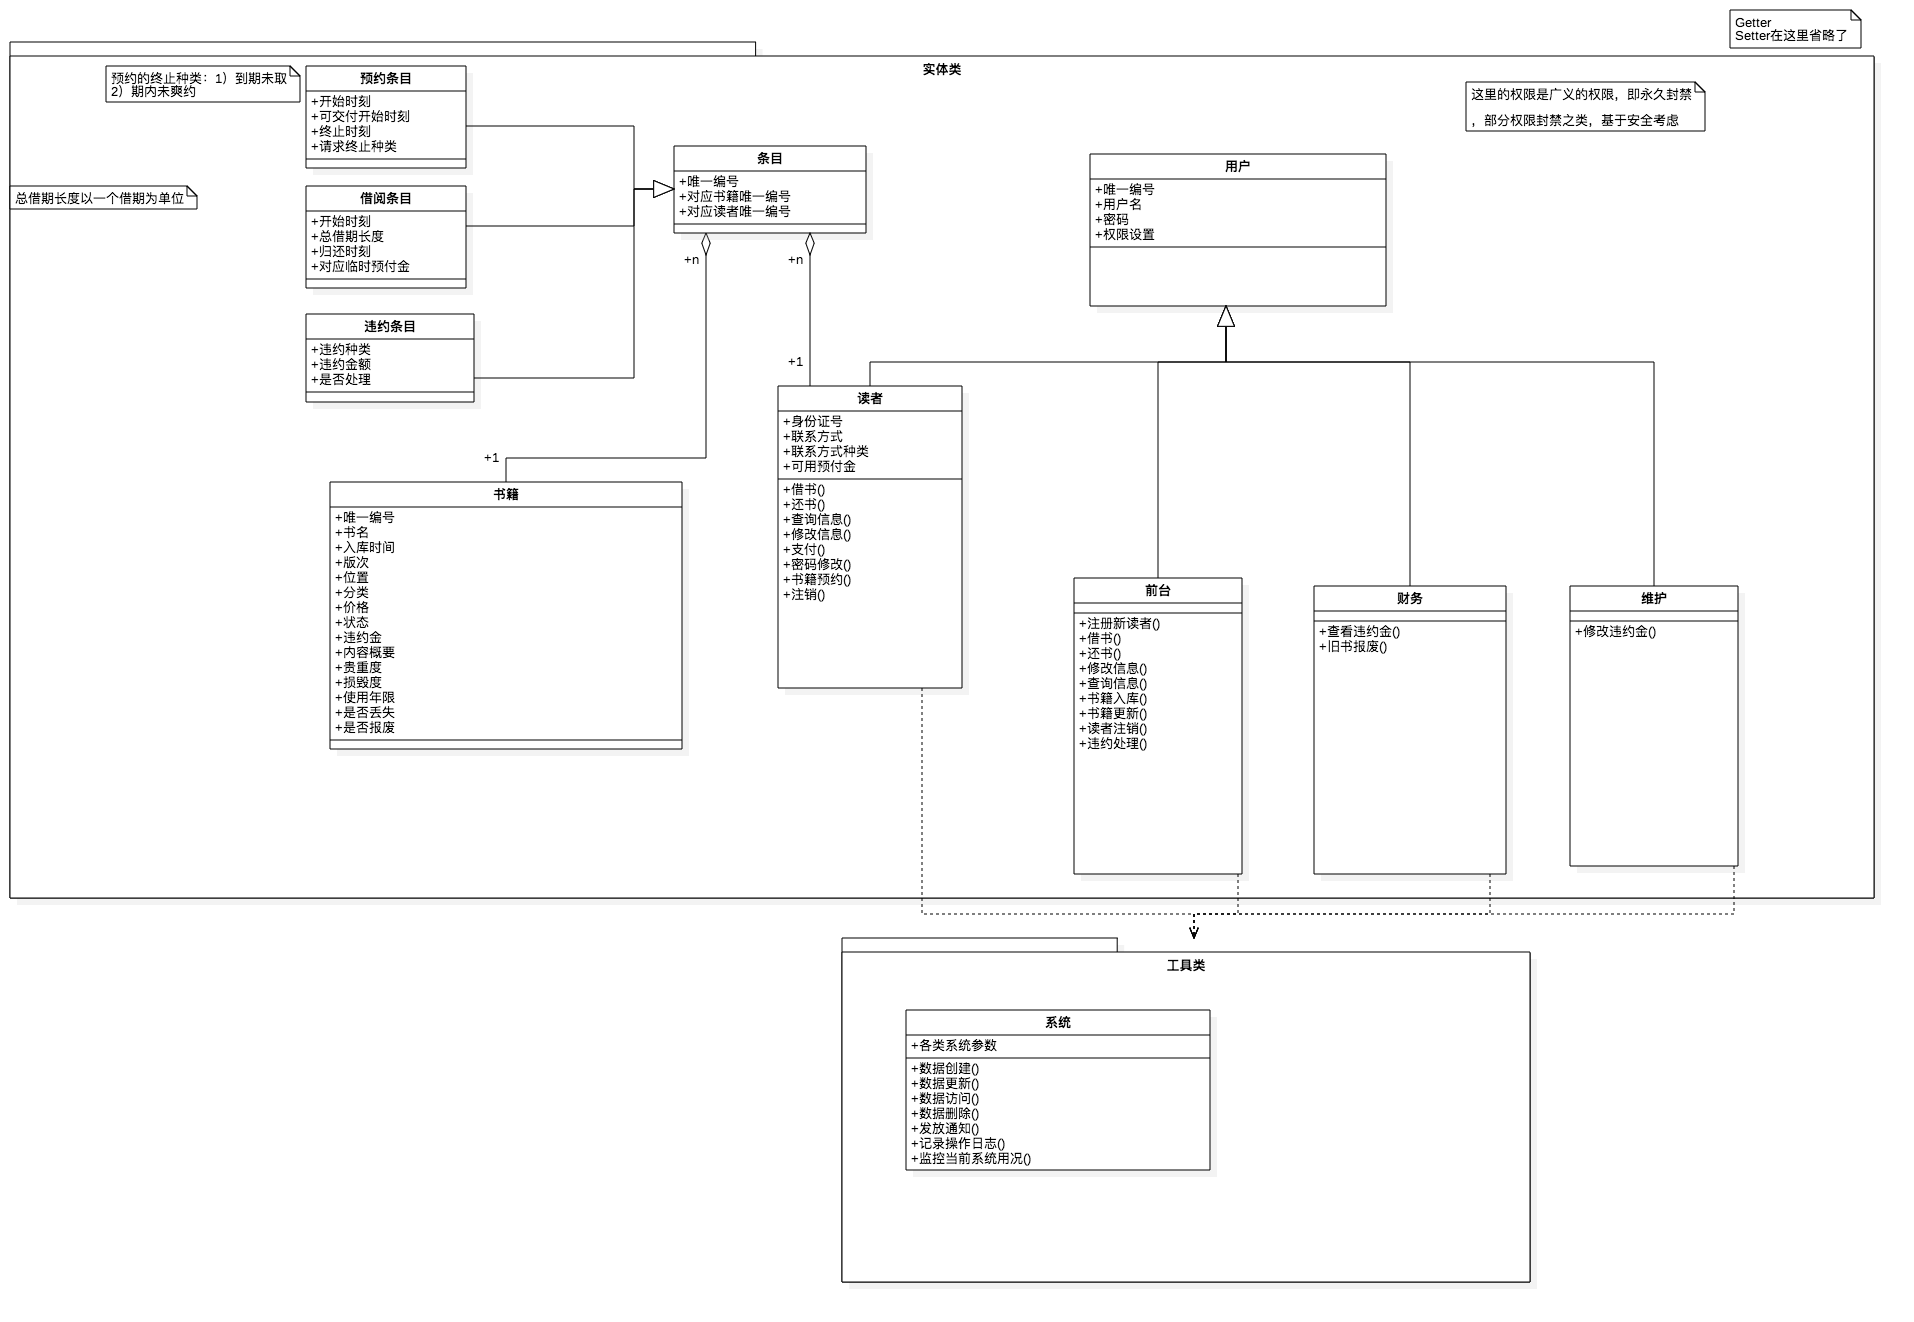 Getter
Setter在这里省略了
实体类
预约的终止种类：1）到期未取
2）期内未爽约
预约条目
+开始时刻
+可交付开始时刻
+终止时刻
+请求终止种类
这里的权限是广义的权限，即永久封禁
，部分权限封禁之类，基于安全考虑
总借期长度以一个借期为单位
借阅条目
+开始时刻
+总借期长度
+归还时刻
+对应临时预付金
条目
+唯一编号
+对应书籍唯一编号
+对应读者唯一编号
用户
+唯一编号
+用户名
+密码
+权限设置
+n
+n
违约条目
+违约种类
+违约金额
+是否处理
+1
+1
读者
+身份证号
+联系方式
+联系方式种类
+可用预付金
+借书()
+还书()
+查询信息()
+修改信息()
+支付()
+密码修改()
+书籍预约()
+注销()
书籍
+唯一编号
+书名
+入库时间
+版次
+位置
+分类
+价格
+状态
+违约金
+内容概要
+贵重度
+损毁度
+使用年限
+是否丢失
+是否报废
前台
+注册新读者()
+借书()
+还书()
+修改信息()
+查询信息()
+书籍入库()
+书籍更新()
+读者注销()
+违约处理()
财务
+查看违约金()
+旧书报废()
维护
+修改违约金()
工具类
系统
+各类系统参数
+数据创建()
+数据更新()
+数据访问()
+数据删除()
+发放通知()
+记录操作日志()
+监控当前系统用况()